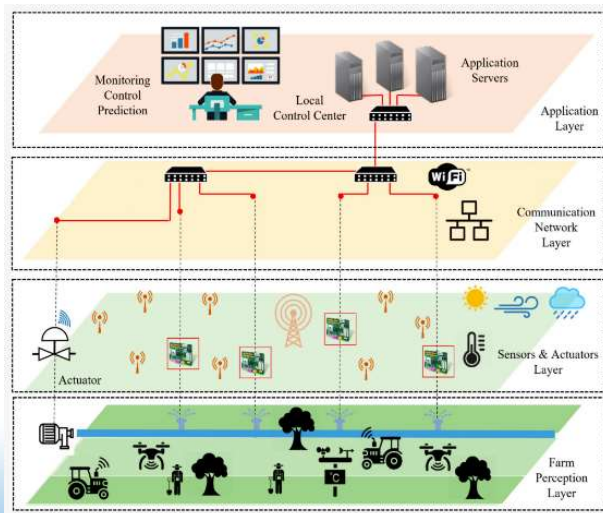 Monitoring
Control
Prediction
Local
Control Center
Application
Servers
Application
Layer
WiFi
Communication
Network
Layer
Actuator
Sensors & Actuators
Layer
°C
Farm
Perception
Layer